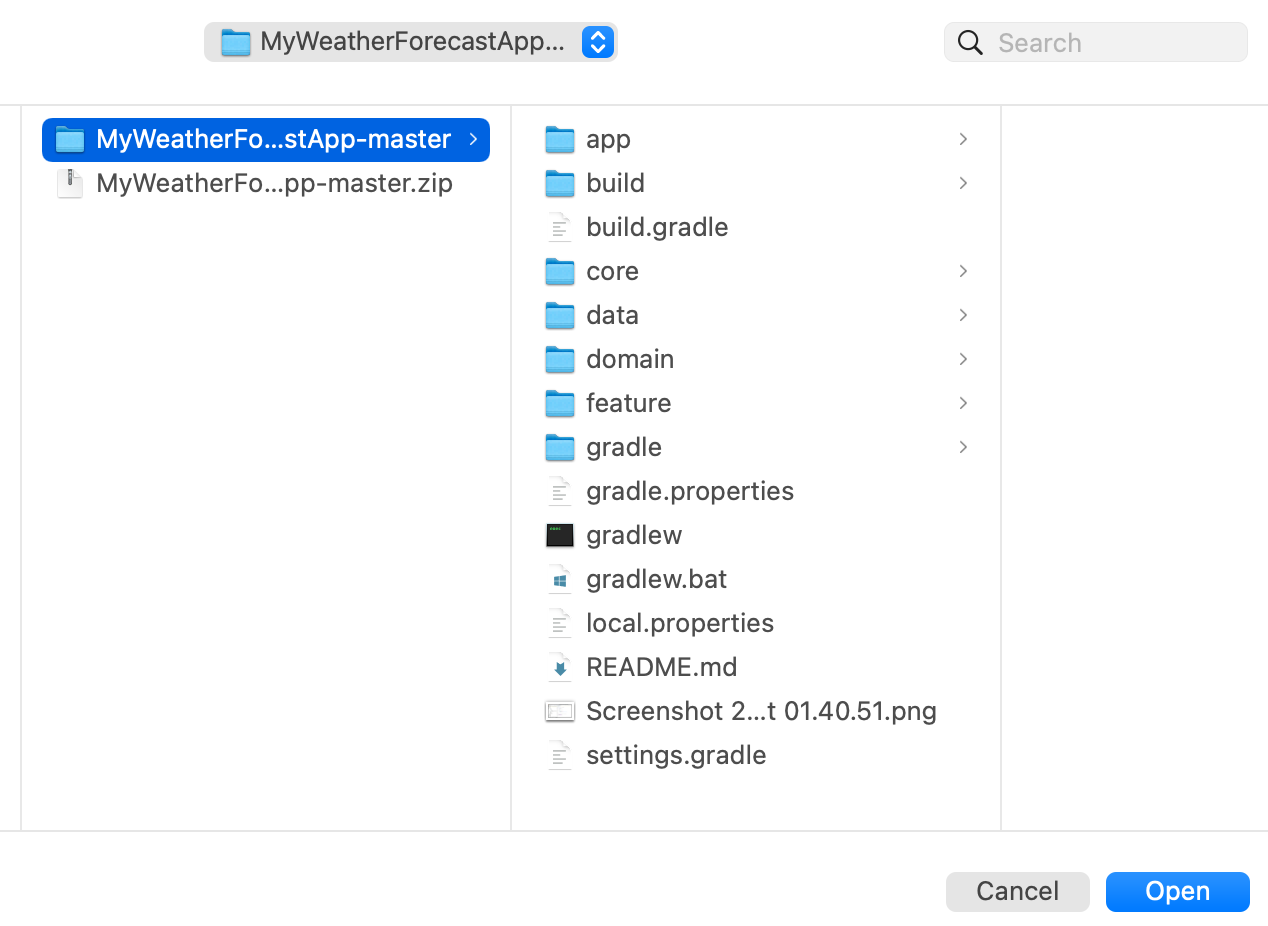 MyWeatherForecastApp...
Search
MyWeatherFo...stApp-master
MyWeatherFo...pp-master.zip
app
build
build.gradle
core
data
domain
feature
gradle
gradle.properties
gradlew
gradlew.bat
local.properties
README.md
Screenshot 2...t 01.40.51.png
settings.gradle
Cancel
Open